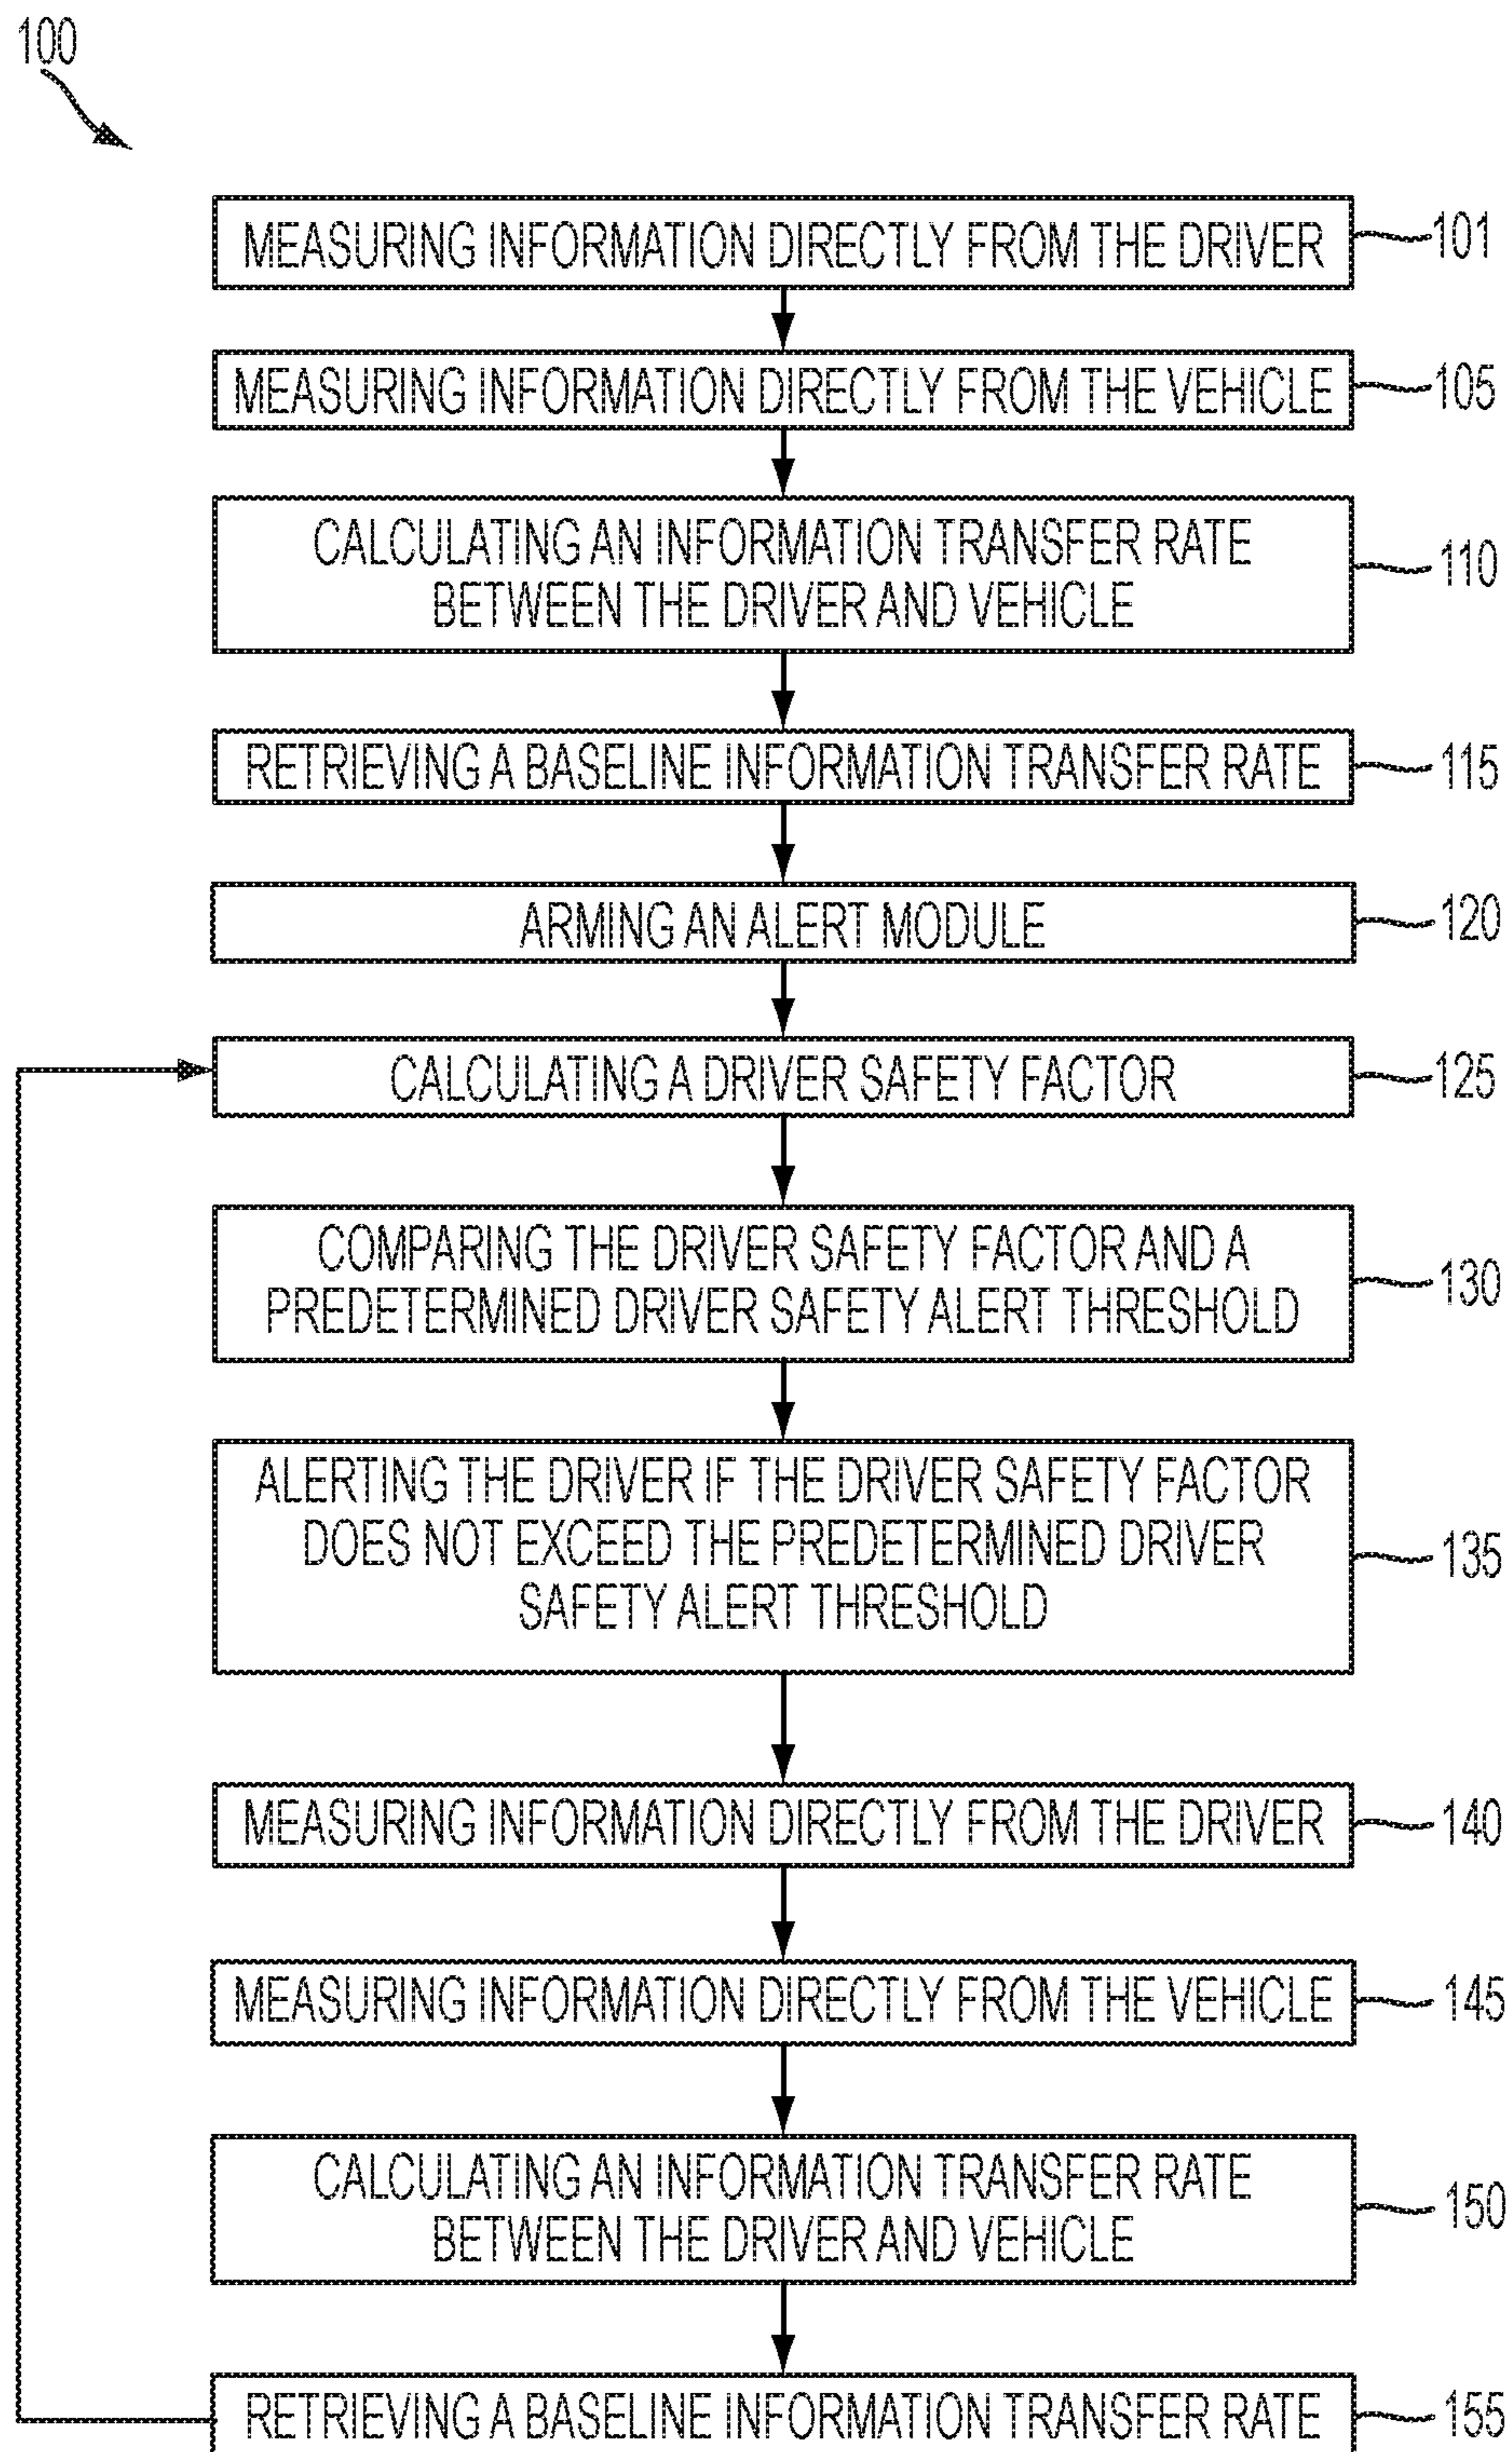 100
MEASURING INFORMATION DIRECTLY FROM THE DRIVER
101
MEASURING INFORMATION DIRECTLY FROM THE VEHICLE
105
CALCULATING AN INFORMATION TRANSFER RATE
BETWEEN THE DRIVER AND VEHICLE
110
RETRIEVING A BASELINE INFORMATION TRANSFER RATE
115
ARMING AN ALERT MODULE
120
CALCULATING A DRIVER SAFETY FACTOR
125
COMPARING THE DRIVER SAFETY FACTOR AND A
PREDETERMINED DRIVER SAFETY ALERT THRESHOLD
130
ALERTING THE DRIVER IF THE DRIVER SAFETY FACTOR
DOES NOT EXCEED THE PREDETERMINED DRIVER
SAFETY ALERT THRESHOLD
135
MEASURING INFORMATION DIRECTLY FROM THE DRIVER
140
MEASURING INFORMATION DIRECTLY FROM THE VEHICLE
145
CALCULATING AN INFORMATION TRANSFER RATE
BETWEEN THE DRIVER AND VEHICLE
150
RETRIEVING A BASELINE INFORMATION TRANSFER RATE
155